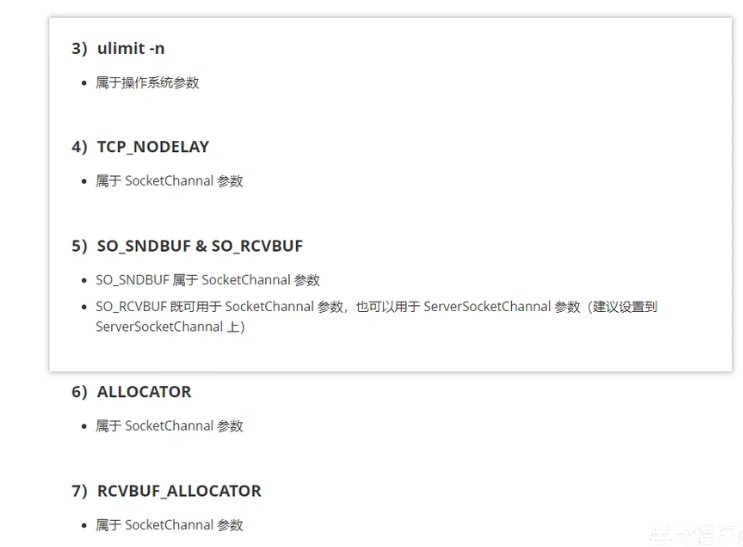 3）ulimit -n
属于操作系统参数
4）TCP_NODELAY
属于 SocketChannal 参数
5）SO_SNDBUF & SO_RCVBUF
SO_SNDBUF 属于 SocketChannal 参数
SO_RCVBUF 既可用于 SocketChannal 参数，也可以用于 ServerSocketChannal 参数（建议设置到
ServerSocketChannal 上）
6）ALLOCATOR
属于 SocketChannal 参数
7）RCVBUF_ALLOCATOR
属于 SocketChannal 参数